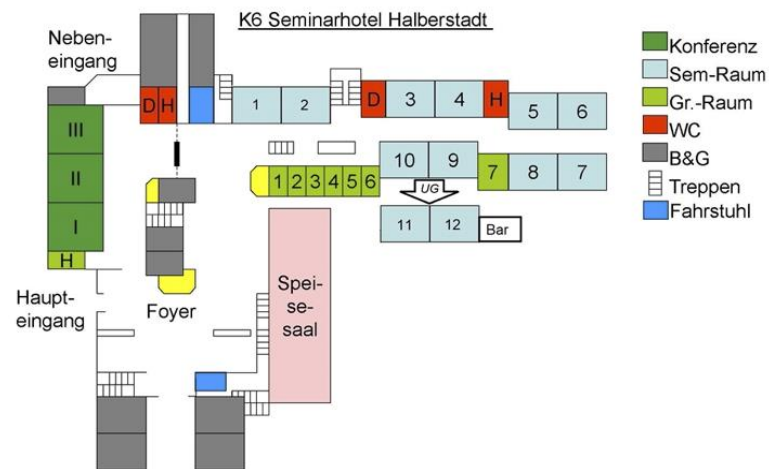 K6 Seminarhotel Halberstadt
Neben-
eingang
Konferenz
Sem-Raum
Gr.-Raum
WC
B&G
Treppen
Fahrstuhl
D H
1 2
D 3 4 H
5 6
III
II
I
H
1 2 3 4 5 6
10 9
7 8 7
UG
11 12 Bar
Haupt-
eingang
Foyer
Spei-
se-
saal